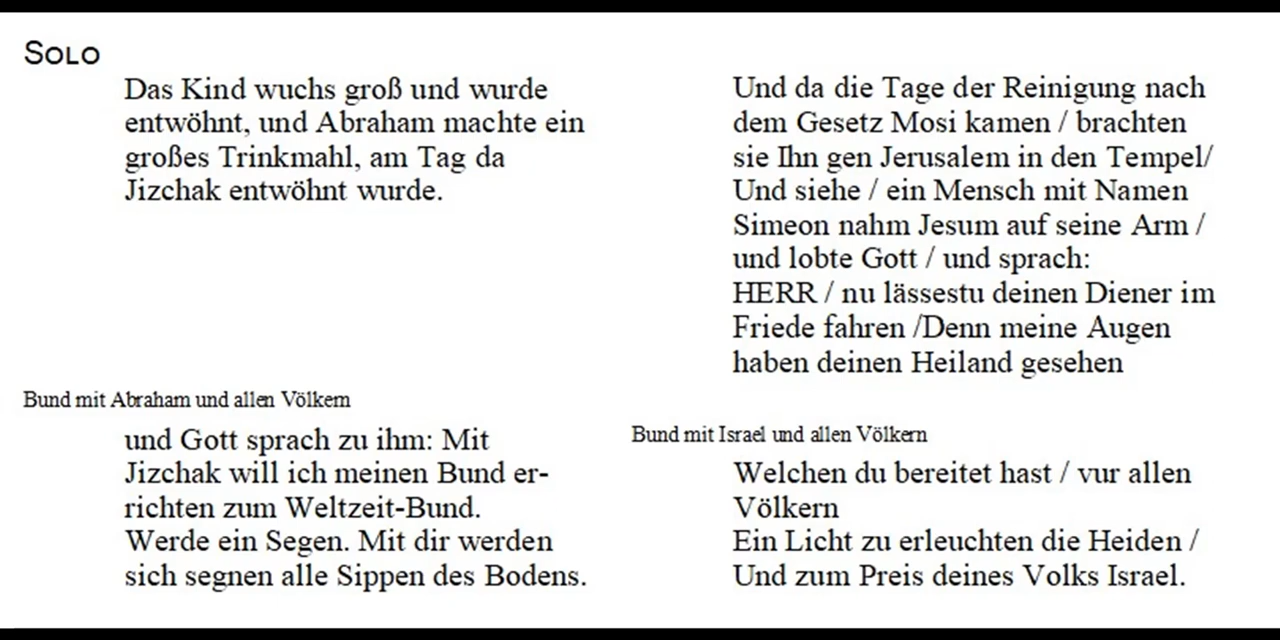 SOLO
Das Kind wuchs groß und wurde
entwöhnt, und Abraham machte ein
großes Trinkmahl, am Tag da
Jizchak entwöhnt wurde.
Bund mit Abraham und allen Völkern
und Gott sprach zu ihm: Mit
Jizchak will ich meinen Bund er-
richten zum Weltzeit-Bund.
Werde ein Segen. Mit dir werden
sich segnen alle Sippen des Bodens.
Und da die Tage der Reinigung nach
dem Gesetz Mosi kamen / brachten
sie Ihn gen Jerusalem in den Tempel/
Und siehe / ein Mensch mit Namen
Simeon nahm Jesum auf seine Arm /
und lobte Gott / und sprach:
HERR / nu lässestu deinen Diener im
Friede fahren /Denn meine Augen
haben deinen Heiland gesehen
Bund mit Israel und allen Völkern
Welchen du bereitet hast / vur allen
Völkern
Ein Licht zu erleuchten die Heiden /
Und zum Preis deines Volks Israel.